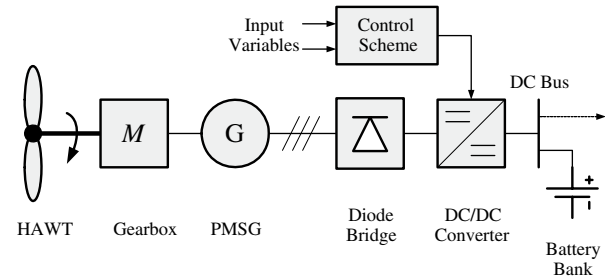 Input
Variables
Control
Scheme
DC Bus
M
G
+
HAWT
Gearbox
PMSG
Diode
Bridge
DC/DC
Converter
Battery
Bank